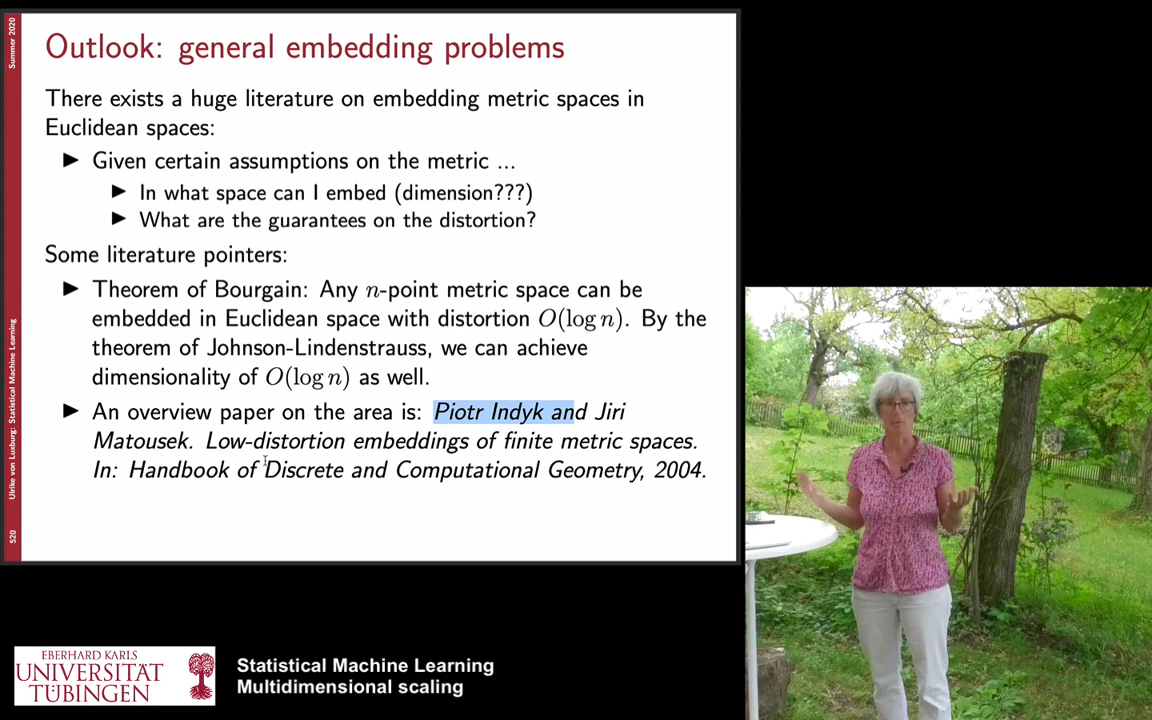 Outlook: general embedding problems
There exists a huge literature on embedding metric spaces in
Euclidean spaces:
▶ Given certain assumptions on the metric ...
▶ In what space can I embed (dimension???)
▶ What are the guarantees on the distortion?
Some literature pointers:
▶ Theorem of Bourgain: Any n-point metric space can be
embedded in Euclidean space with distortion O(log n). By the
theorem of Johnson-Lindenstrauss, we can achieve
dimensionality of O(log n) as well.
▶ An overview paper on the area is: Piotr Indyk and Jiri
Matousek. Low-distortion embeddings of finite metric spaces.
In: Handbook of Discrete and Computational Geometry, 2004.
Summer 2020
Ulrike von Luxburg: Statistical Machine Learning
520
EBERHARD KARLS
UNIVERSITÄT
TÜBINGEN
Statistical Machine Learning
Multidimensional scaling